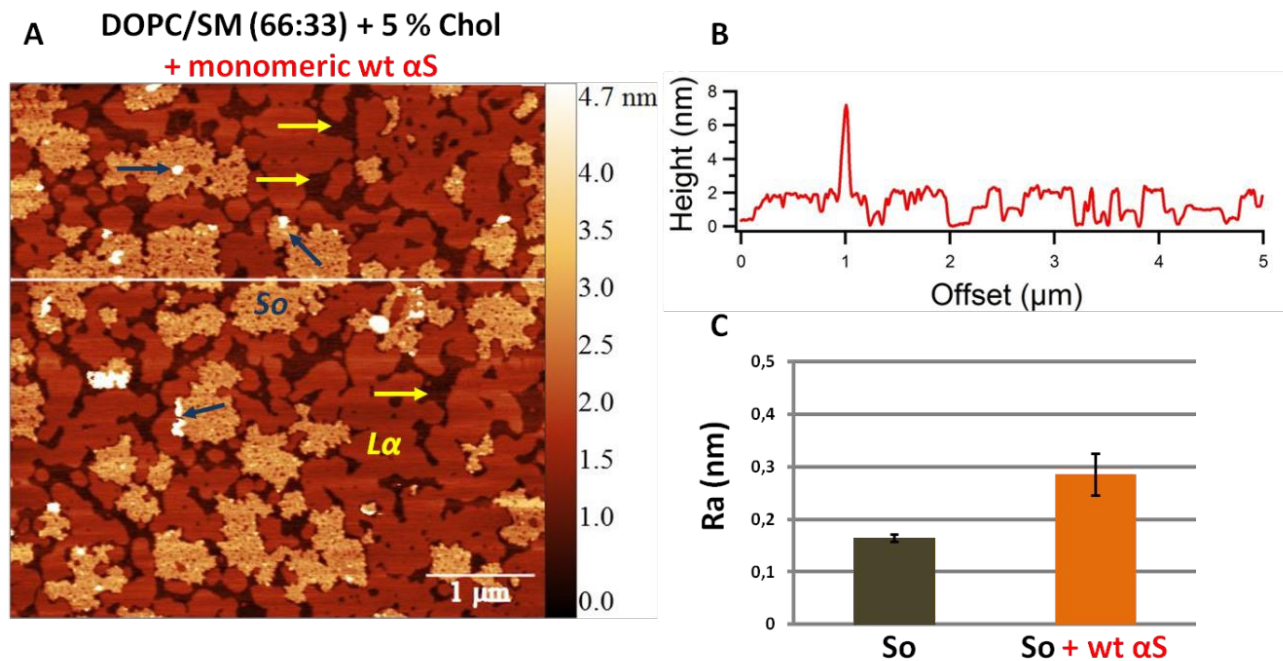 A
DOPC/SM (66:33) + 5 % Chol
+ monomeric wt αS
4.7 nm
4.0
3.5
3.0
2.5
2.0
1.5
1.0
0.0
So
Lα
1 µm
B
Height (nm)
8
6
4
2
0
0 1 2 3 4 5
Offset (µm)
C
Ra (nm)
0,5
0,4
0,3
0,2
0,1
0
So So + wt αS